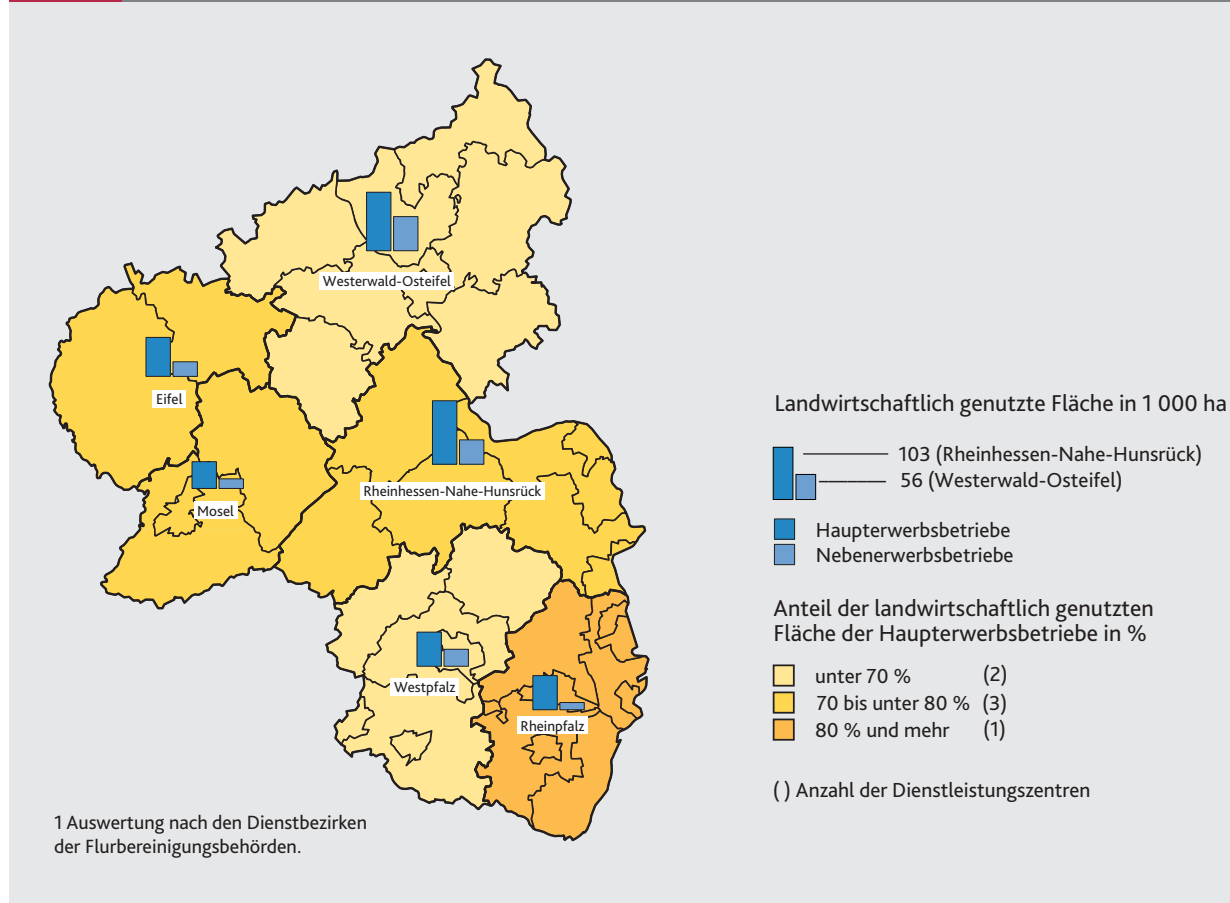 Westerwald-Osteifel
Eifel
Mosel
Rheinhessen-Nahe-Hunsrück
Westpfalz
Rheinpfalz
1 Auswertung nach den Dienstbezirken
der Flurbereinigungsbehörden.
Landwirtschaftlich genutzte Fläche in 1 000 ha
103 (Rheinhessen-Nahe-Hunsrück)
56 (Westerwald-Osteifel)
Haupterwerbsbetriebe
Nebenerwerbsbetriebe
Anteil der landwirtschaftlich genutzten
Fläche der Haupterwerbsbetriebe in %
unter 70 % (2)
70 bis unter 80 % (3)
80 % und mehr (1)
( ) Anzahl der Dienstleistungszentren